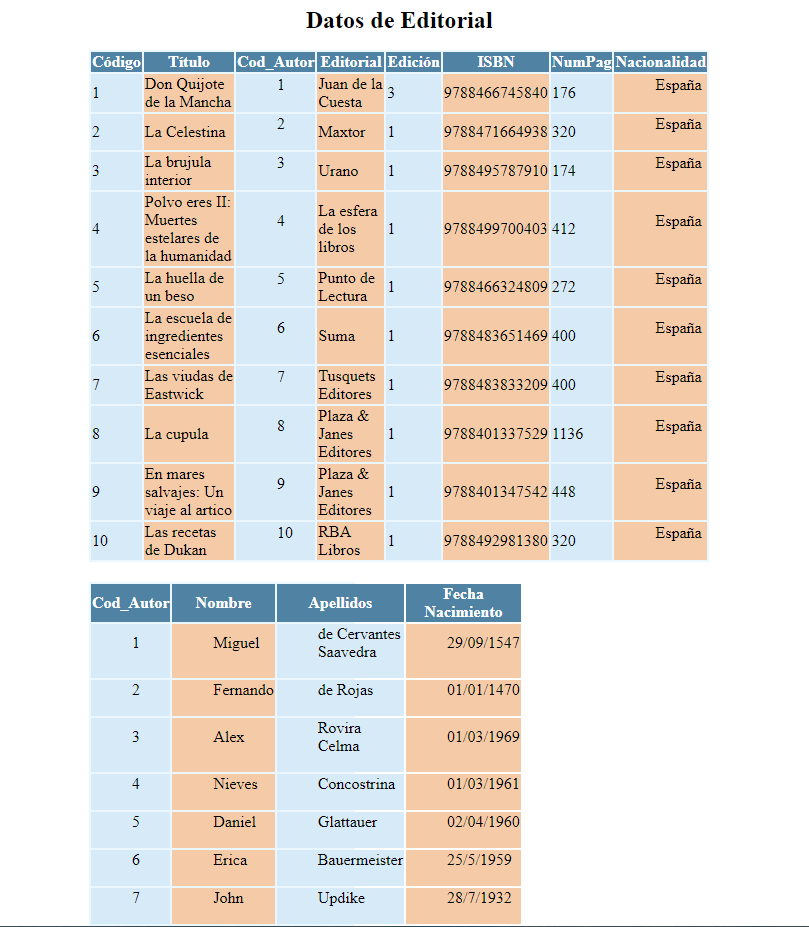 Datos de Editorial
Código Título Cod_Autor Editorial Edición ISBN NumPag Nacionalidad
1 Don Quijote de la Mancha 1 Juan de la Cuesta 3 9788466745840 176 España
2 La Celestina 2 Maxtor 1 9788471664938 320 España
3 La brujula interior 3 Urano 1 9788495787910 174 España
4 Polvo eres II: Muertes estelares de la humanidad 4 La esfera de los libros 1 9788499700403 412 España
5 La huella de un beso 5 Punto de Lectura 1 9788466324809 272 España
6 La escuela de ingredientes esenciales 6 Suma 1 9788483651469 400 España
7 Las viudas de Eastwick 7 Tusquets Editores 1 9788483833209 400 España
8 La cupula 8 Plaza & Janes Editores 1 9788401337529 1136 España
9 En mares salvajes: Un viaje al artico 9 Plaza & Janes Editores 1 9788401347542 448 España
10 Las recetas de Dukan 10 RBA Libros 1 9788492981380 320 España
Cod_Autor Nombre Apellidos Fecha Nacimiento
1 Miguel de Cervantes Saavedra 29/09/1547
2 Fernando de Rojas 01/01/1470
3 Alex Rovira Celma 01/03/1969
4 Nieves Concostrina 01/03/1961
5 Daniel Glattauer 02/04/1960
6 Erica Bauermeister 25/5/1959
7 John Updike 28/7/1932